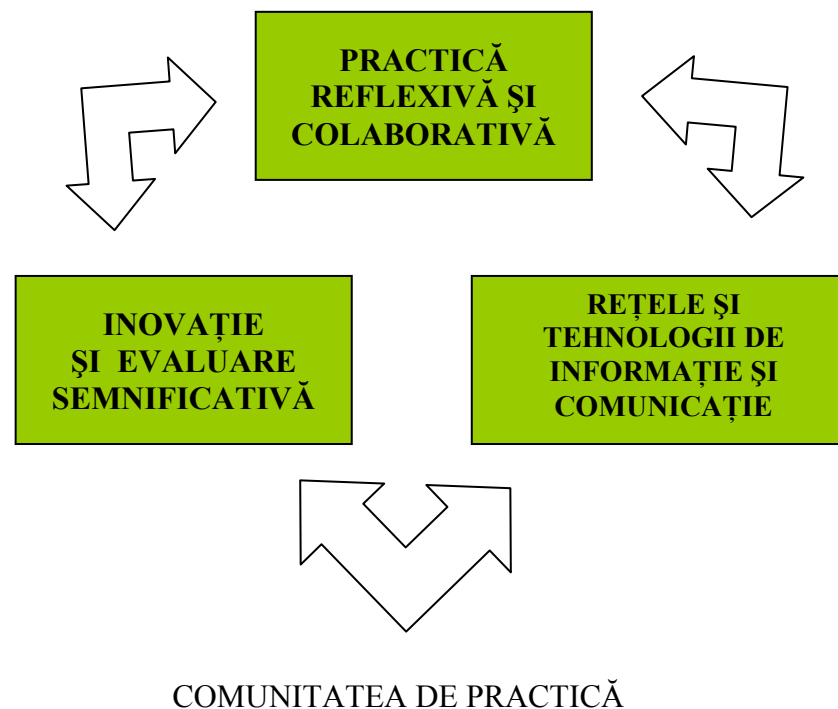 PRACTICĂ
REFLEXIVĂ ŞI
COLABORATIVĂ
INOVAȚIE
ŞI EVALUARE
SEMNIFICATIVĂ
REȚELE ŞI
TEHNOLOGII DE
INFORMAȚIE ŞI
COMUNICAȚIE
COMUNITATEA DE PRACTICĂ